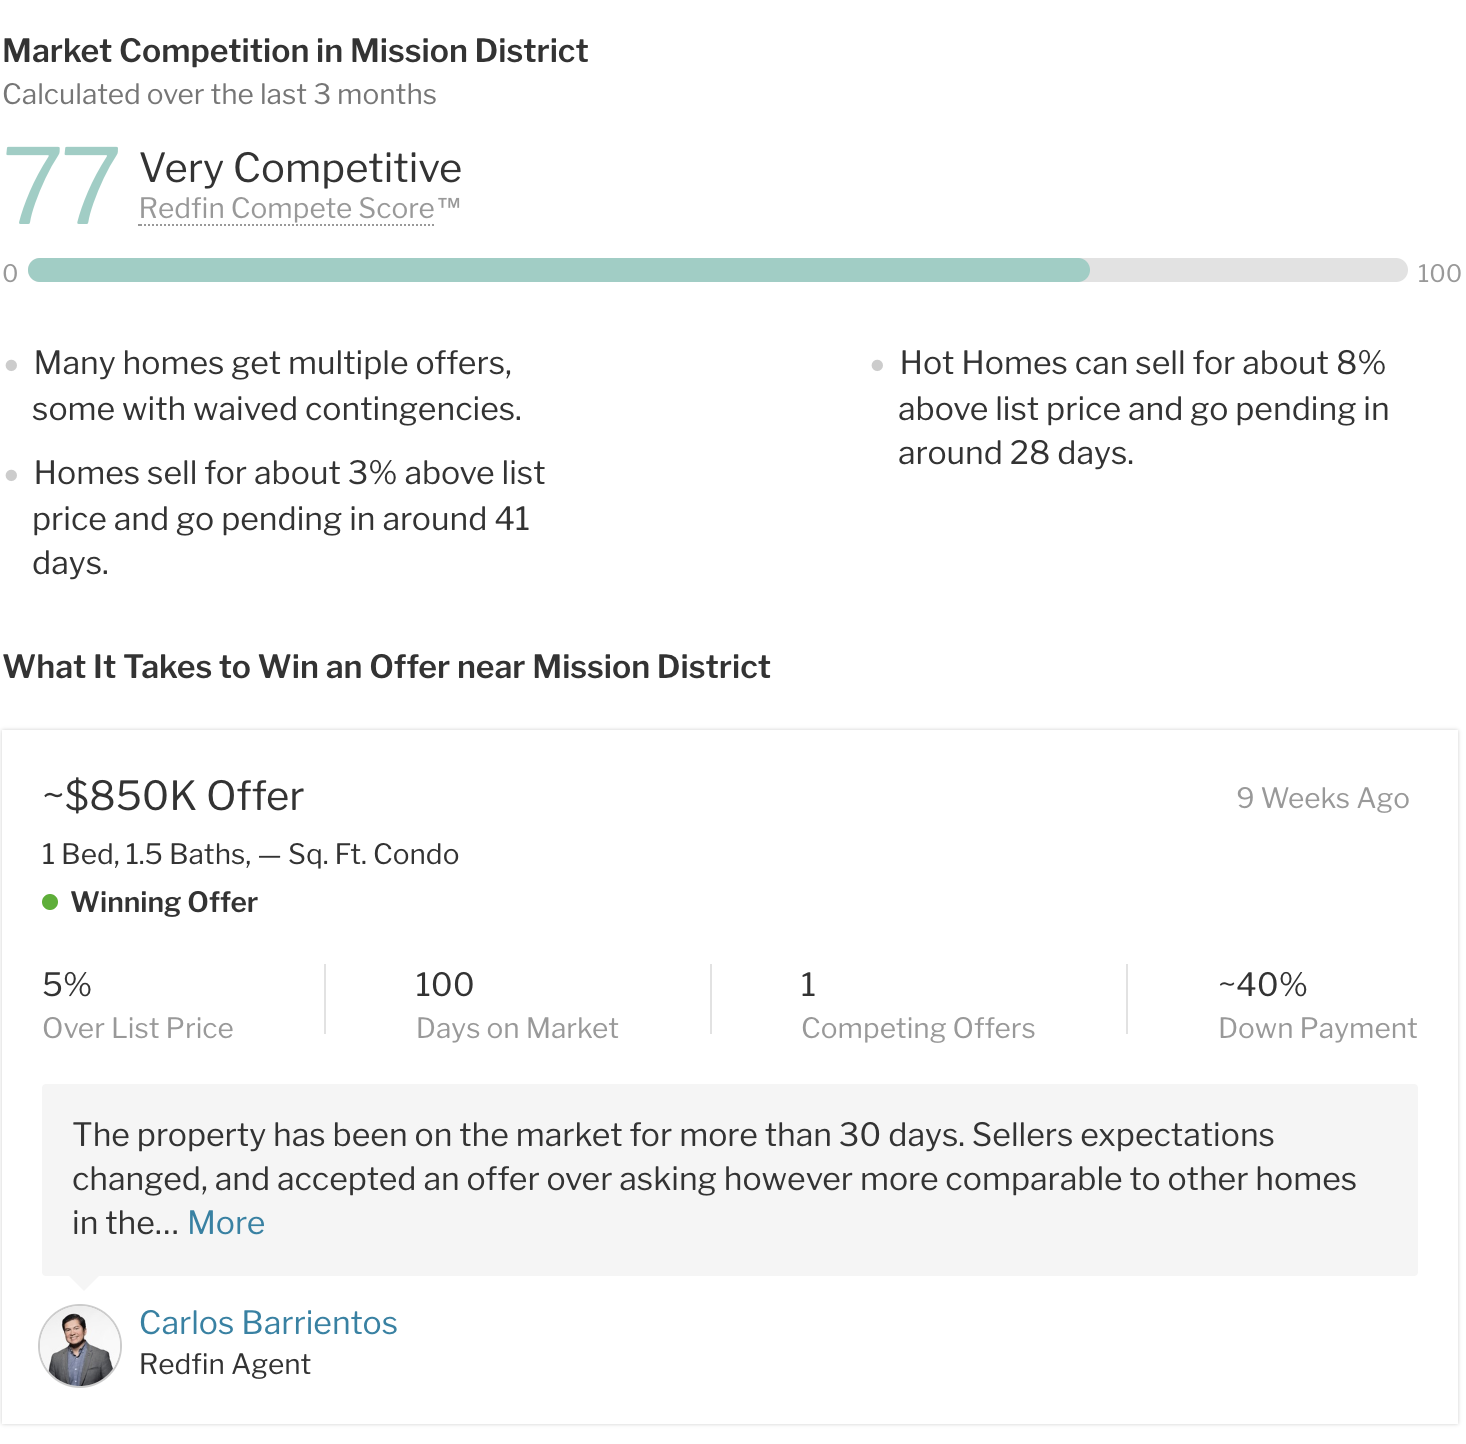 Market Competition in Mission District
Calculated over the last 3 months
77
Very Competitive
Redfin Compete Score™
0
100
Many homes get multiple offers,
some with waived contingencies.
Homes sell for about 3% above list
price and go pending in around 41
days.
Hot Homes can sell for about 8%
above list price and go pending in
around 28 days.
What It Takes to Win an Offer near Mission District
~$850K Offer
9 Weeks Ago
1 Bed, 1.5 Baths, — Sq. Ft. Condo
Winning Offer
5%
Over List Price
100
Days on Market
1
Competing Offers
~40%
Down Payment
The property has been on the market for more than 30 days. Sellers expectations
changed, and accepted an offer over asking however more comparable to other homes
in the... More
Carlos Barrientos
Redfin Agent